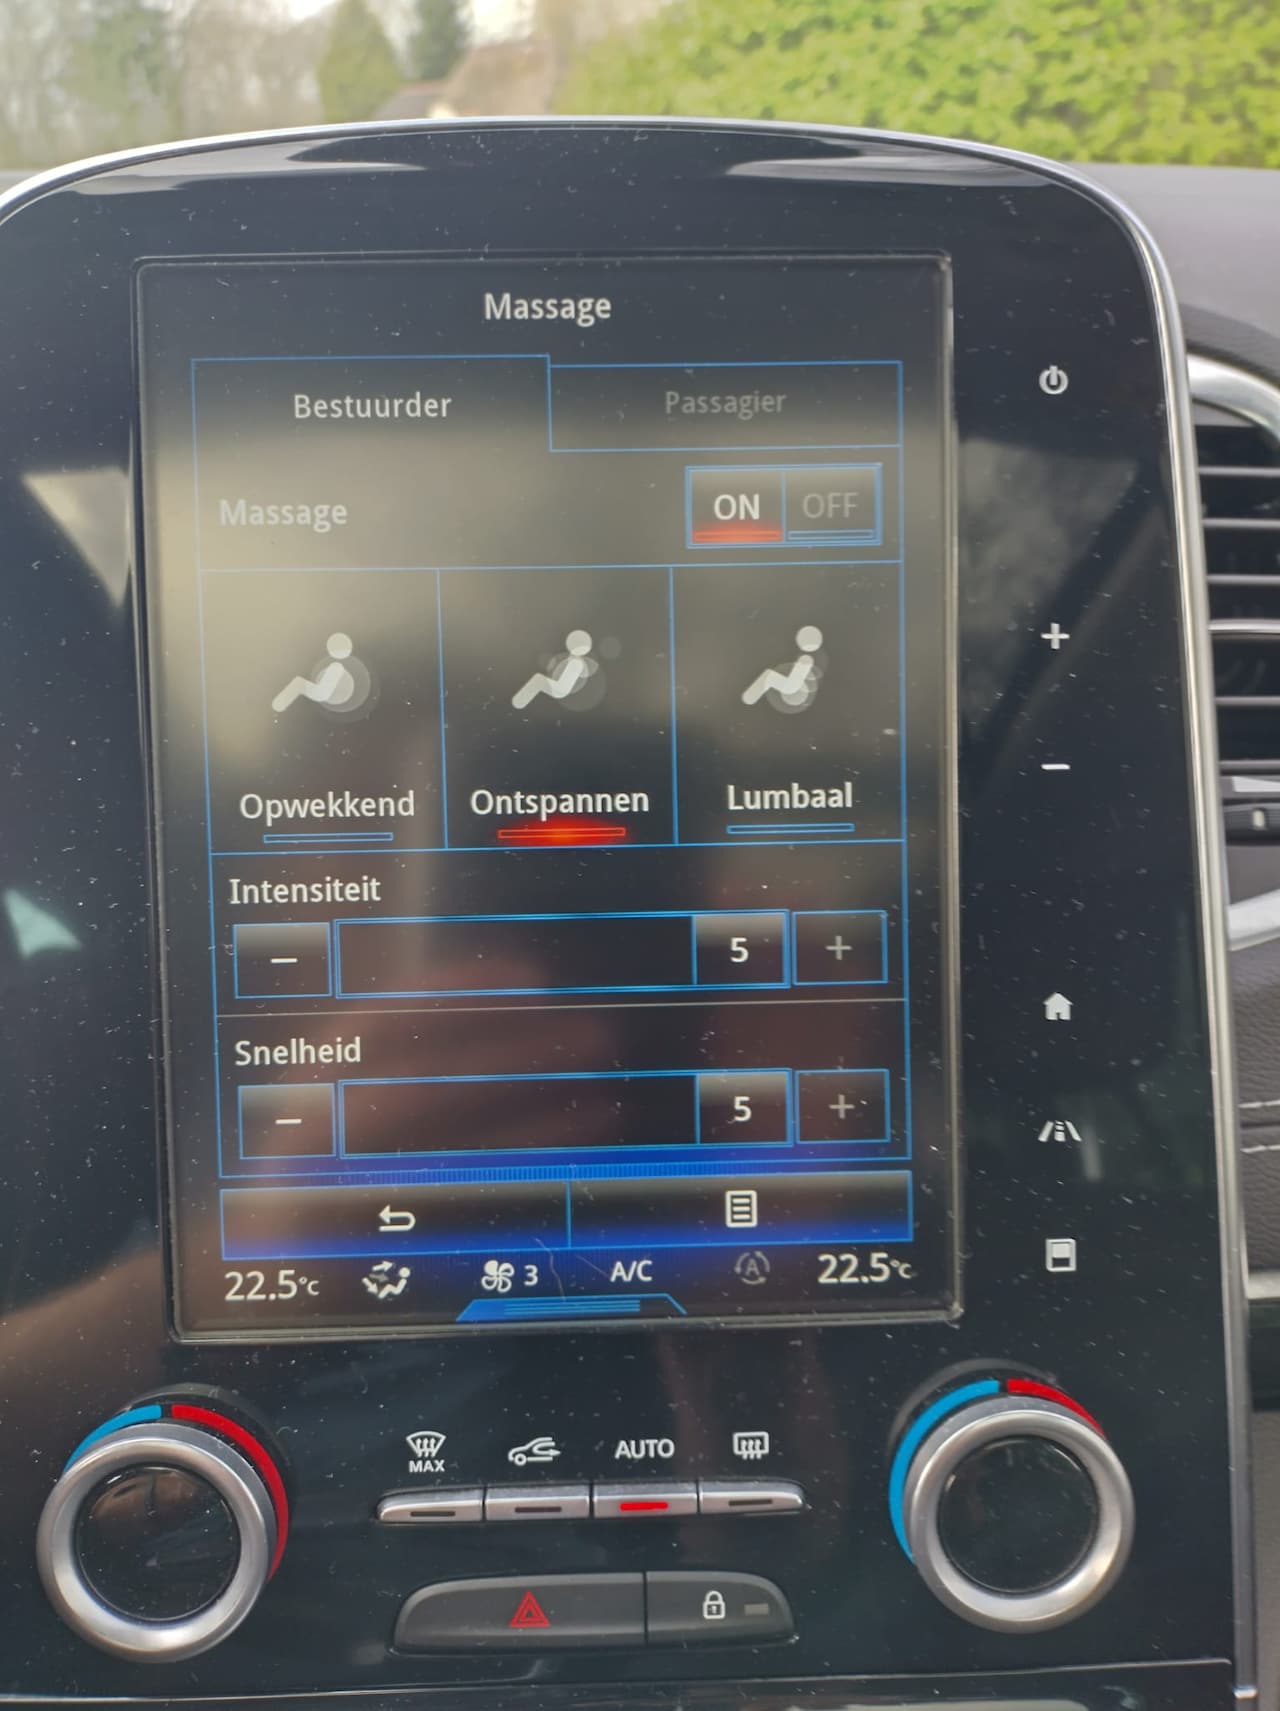 Massage
Bestuurder Passagier
Massage ON OFF
Opwekkend Ontspannen Lumbaal
Intensiteit
− 5 +
Snelheid
− 5 +
22.5°C 3 A/C A 22.5°C
MAX AUTO